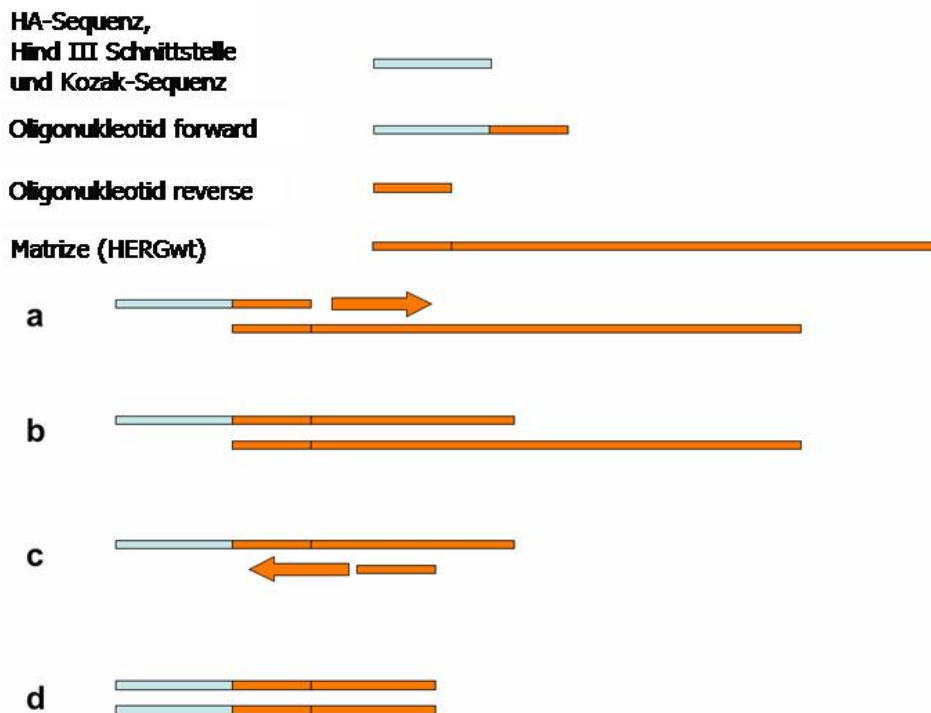 HA-Sequenz,
Hind III Schnittstelle
und Kozak-Sequenz
Oligonukleotid forward
Oligonukleotid reverse
Matrize (HERGwt)
a
b
c
d